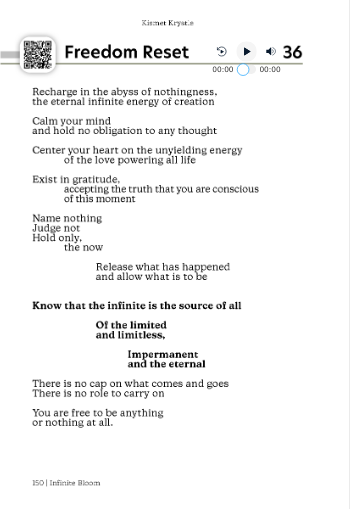 Kismet Krystle
Freedom Reset
36
00:00
00:00
Recharge in the abyss of nothingness,
the eternal infinite energy of creation
Calm your mind
and hold no obligation to any thought
Center your heart on the unyielding energy
of the love powering all life
Exist in gratitude,
accepting the truth that you are conscious
of this moment
Name nothing
Judge not
Hold only,
the now
Release what has happened
and allow what is to be
Know that the infinite is the source of all
Of the limited
and limitless,
Impermanent
and the eternal
There is no cap on what comes and goes
There is no role to carry on
You are free to be anything
or nothing at all.
150 | Infinite Bloom